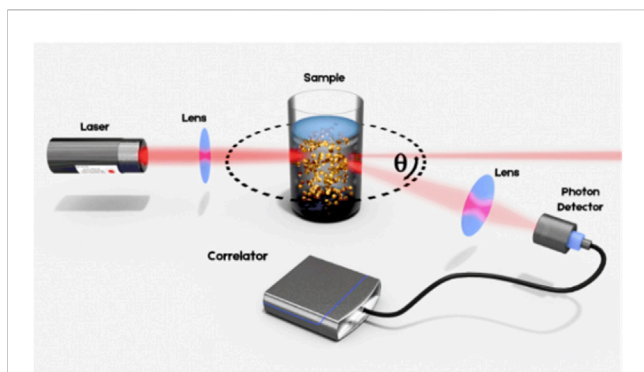 Sample
Laser
Lens
θ
Lens
Photon
Detector
Correlator